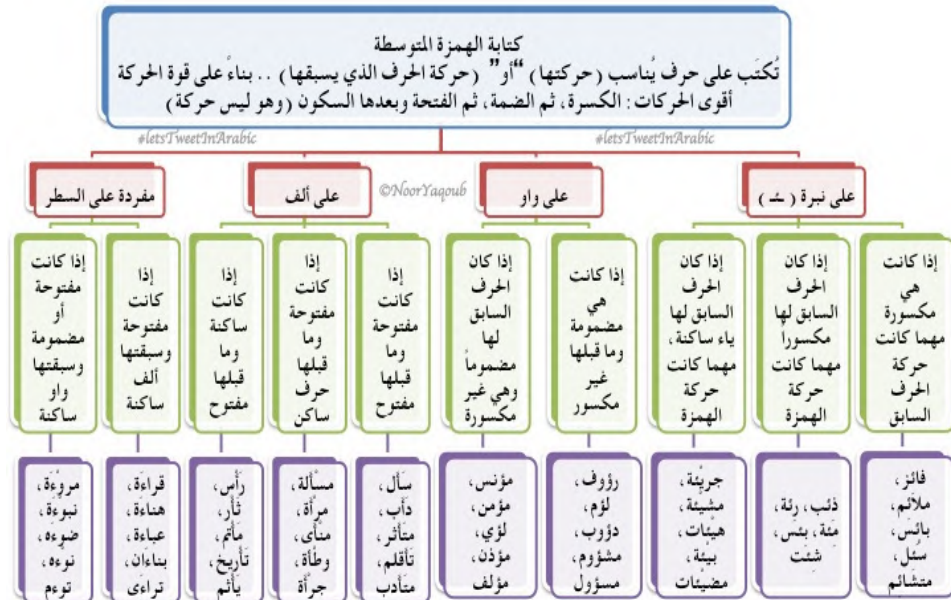 كتابة الهمزة المتوسطة
تُكتَب على حرف يُناسب (حركتها) “أو” (حركة الحرف الذي يسبقها) .. بناءً على قوة الحركة
أقوى الحركات: الكسرة، ثم الضمة، ثم الفتحة وبعدها السكون (وهو ليس حركة)
#letsTweetInArabic
#letsTweetInArabic
©NoorYaqoub
على نبرة (ـئـ)
على واو
على ألف
مفردة على السطر
إذا كانت
هي
مكسورة
مهما كانت
حركة
الحرف
السابق
إذا كان
الحرف
السابق لها
مكسوراً
مهما كانت
حركة
الهمزة
إذا كان
الحرف
السابق لها
ياء ساكنة،
مهما كانت
حركة
الهمزة
إذا كانت
هي
مضمومة
وما قبلها
غير
مكسور
إذا كان
الحرف
السابق
لها
مضموماً
وهي غير
مكسورة
إذا
كانت
مفتوحة
وما
قبلها
مفتوح
إذا
كانت
مفتوحة
وما
قبلها
حرف
ساكن
إذا
كانت
ساكنة
وما
قبلها
مفتوح
إذا
كانت
مفتوحة
وسبقتها
ألف
ساكنة
إذا كانت
مفتوحة
أو
مضمومة
وسبقتها
واو
ساكنة
فائز،
ملائم،
بائس،
سُئل،
متشائم
ذئب، رئة،
مئة، بئس،
شئت
جريئة،
مشيئة،
هيئات،
بيئة،
مضيئات
رؤوف،
لؤم،
دؤوب،
مشؤوم،
مسؤول
مؤنس،
مؤمن،
لؤي،
مؤذن،
مؤلف
سأل،
دأب،
متأثر،
تأقلم،
متأدب
مسألة،
مرأة،
منأى،
وطأة،
جرأة
رأس،
ثأر،
مأتم،
تأريخ،
يأثم
قراءة،
هناءة،
عباءة،
بناءان،
تراءى
مروءة،
نبوءة،
ضوءه،
نوءه،
توءم